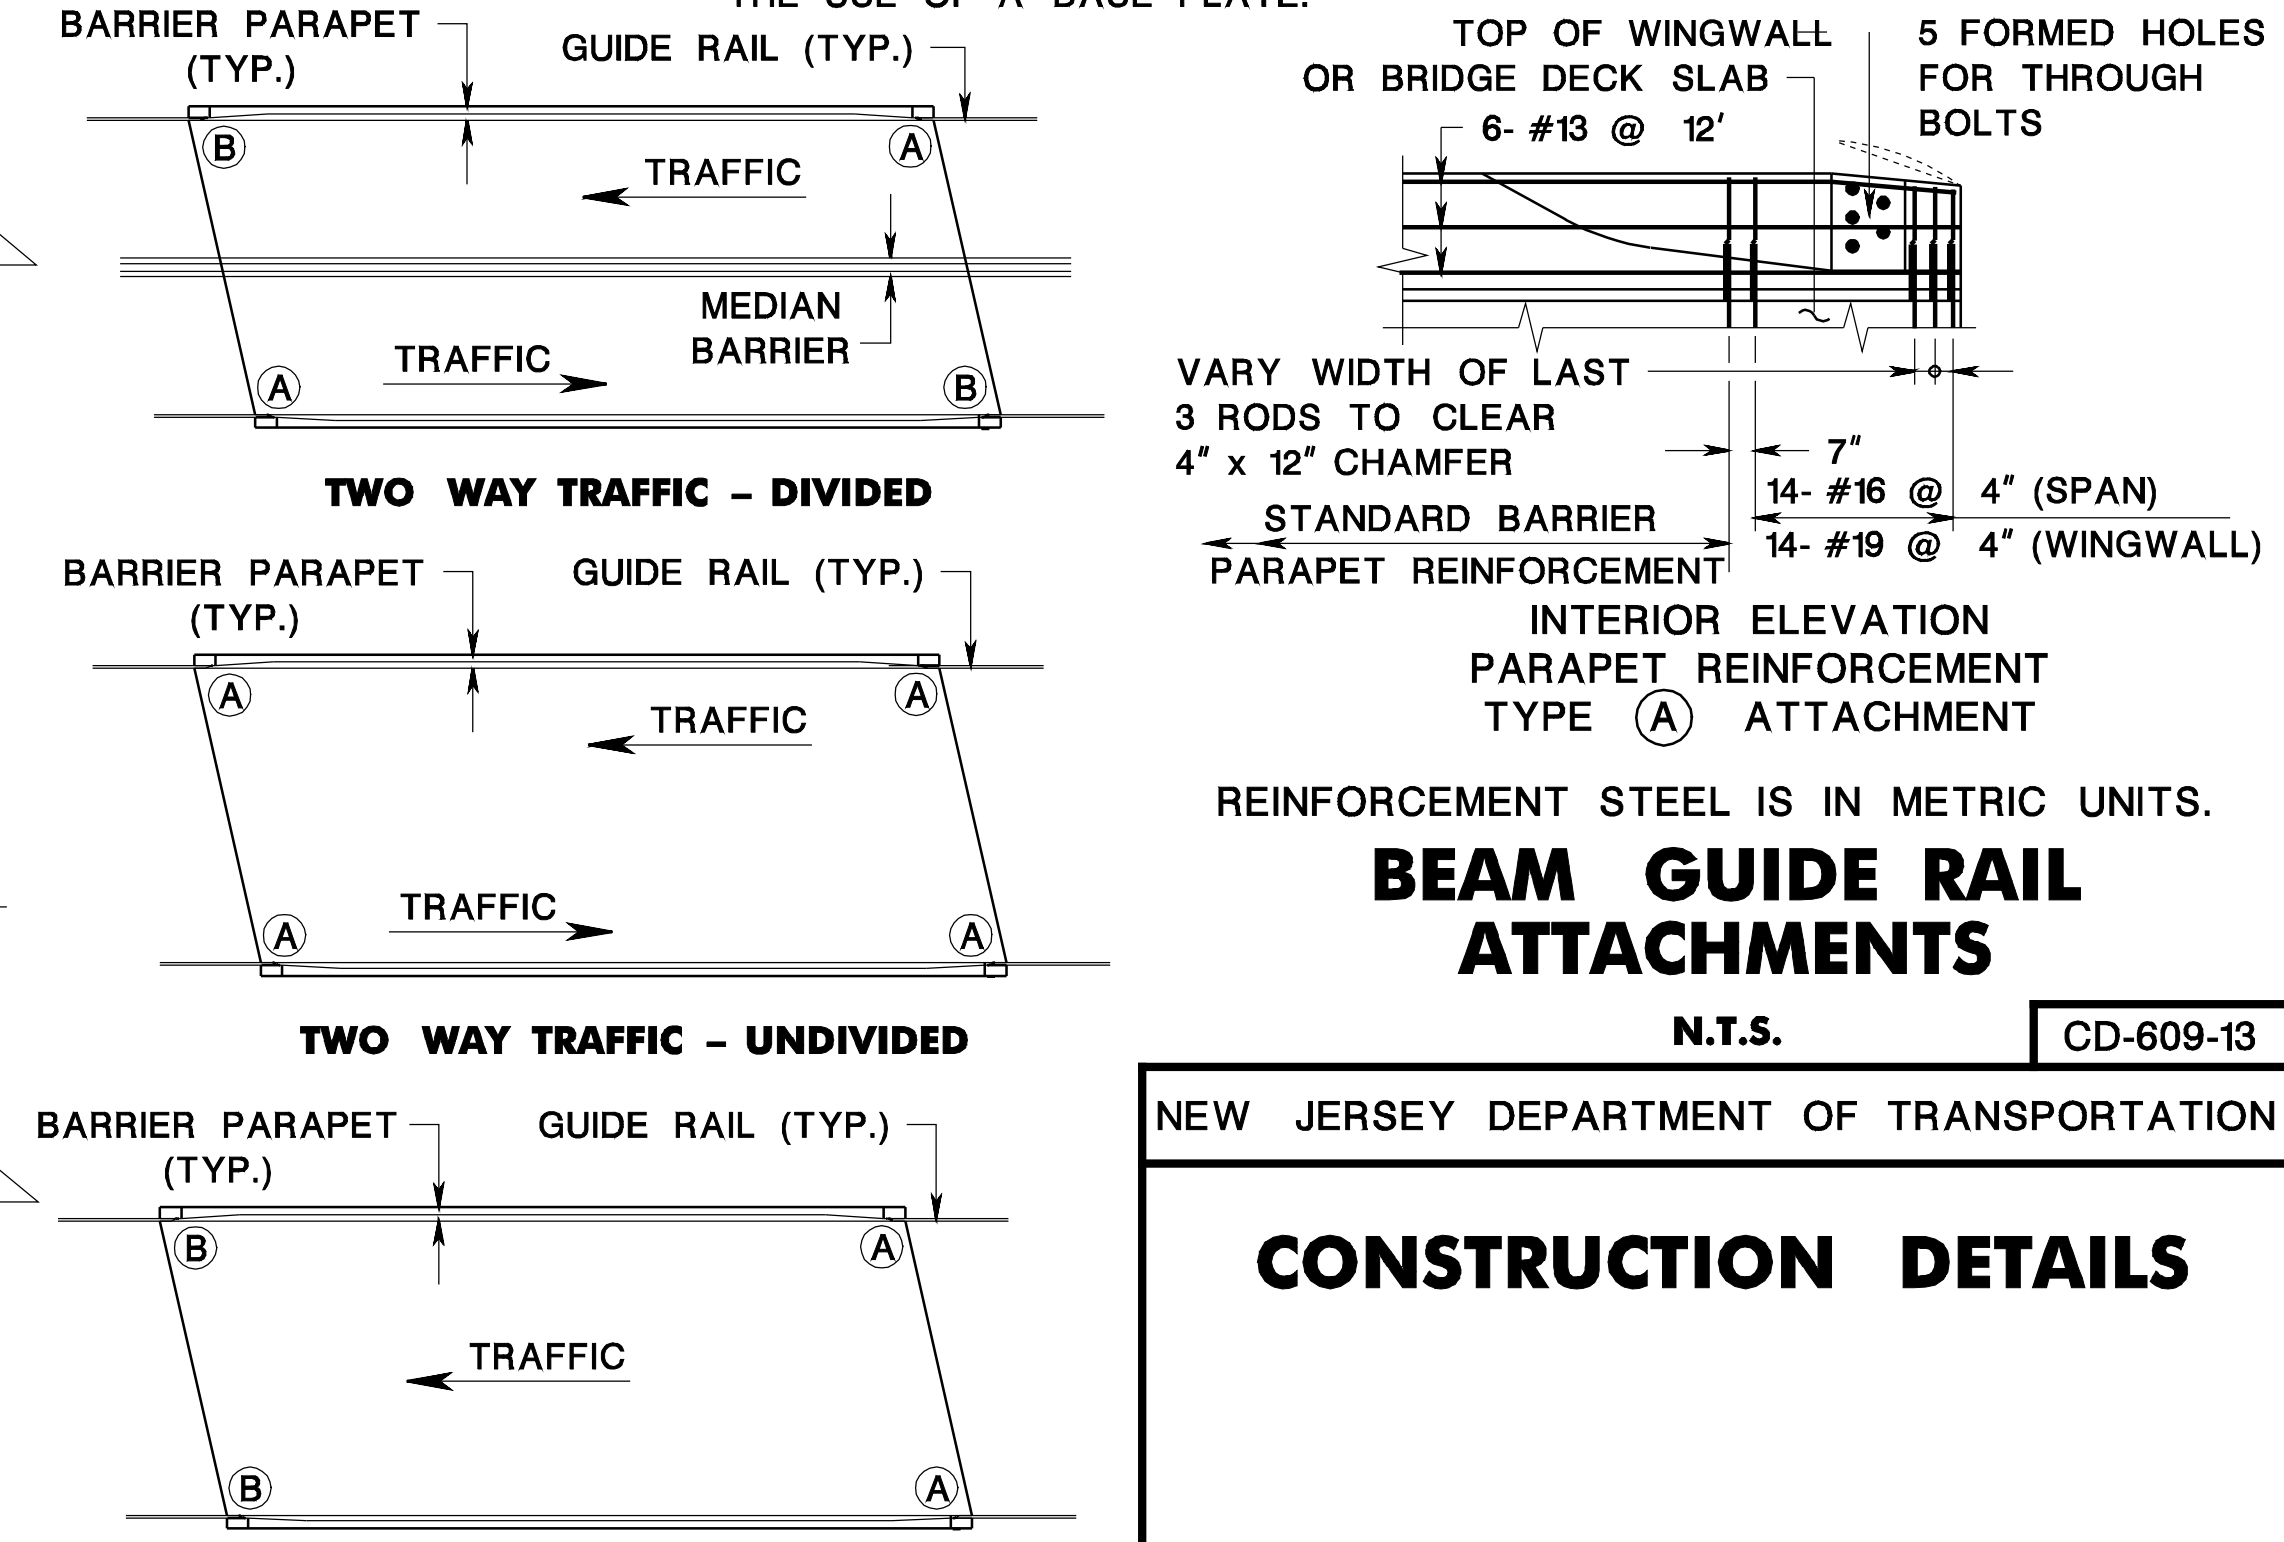 THE USE OF A BASE PLATE.
BARRIER PARAPET
(TYP.)
GUIDE RAIL (TYP.)
B
A
TRAFFIC
MEDIAN
BARRIER
TRAFFIC
A
B
TWO WAY TRAFFIC – DIVIDED
BARRIER PARAPET
(TYP.)
GUIDE RAIL (TYP.)
A
A
TRAFFIC
TRAFFIC
A
A
TWO WAY TRAFFIC – UNDIVIDED
BARRIER PARAPET
(TYP.)
GUIDE RAIL (TYP.)
B
A
TRAFFIC
B
A
TOP OF WINGWALL
OR BRIDGE DECK SLAB
6- #13 @ 12'
5 FORMED HOLES
FOR THROUGH
BOLTS
VARY WIDTH OF LAST
3 RODS TO CLEAR
4" x 12" CHAMFER
7"
14- #16 @ 4" (SPAN)
14- #19 @ 4" (WINGWALL)
STANDARD BARRIER
PARAPET REINFORCEMENT
INTERIOR ELEVATION
PARAPET REINFORCEMENT
TYPE A ATTACHMENT
REINFORCEMENT STEEL IS IN METRIC UNITS.
BEAM GUIDE RAIL
ATTACHMENTS
N.T.S.
CD-609-13
NEW JERSEY DEPARTMENT OF TRANSPORTATION
CONSTRUCTION DETAILS